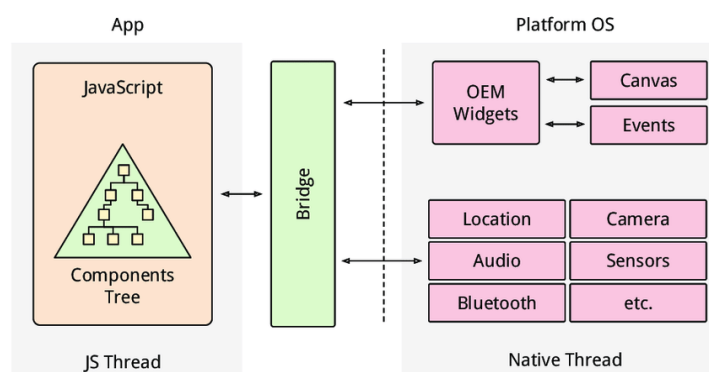 App
Platform OS
JavaScript
Components
Tree
JS Thread
Bridge
OEM
Widgets
Canvas
Events
Location
Camera
Audio
Sensors
Bluetooth
etc.
Native Thread